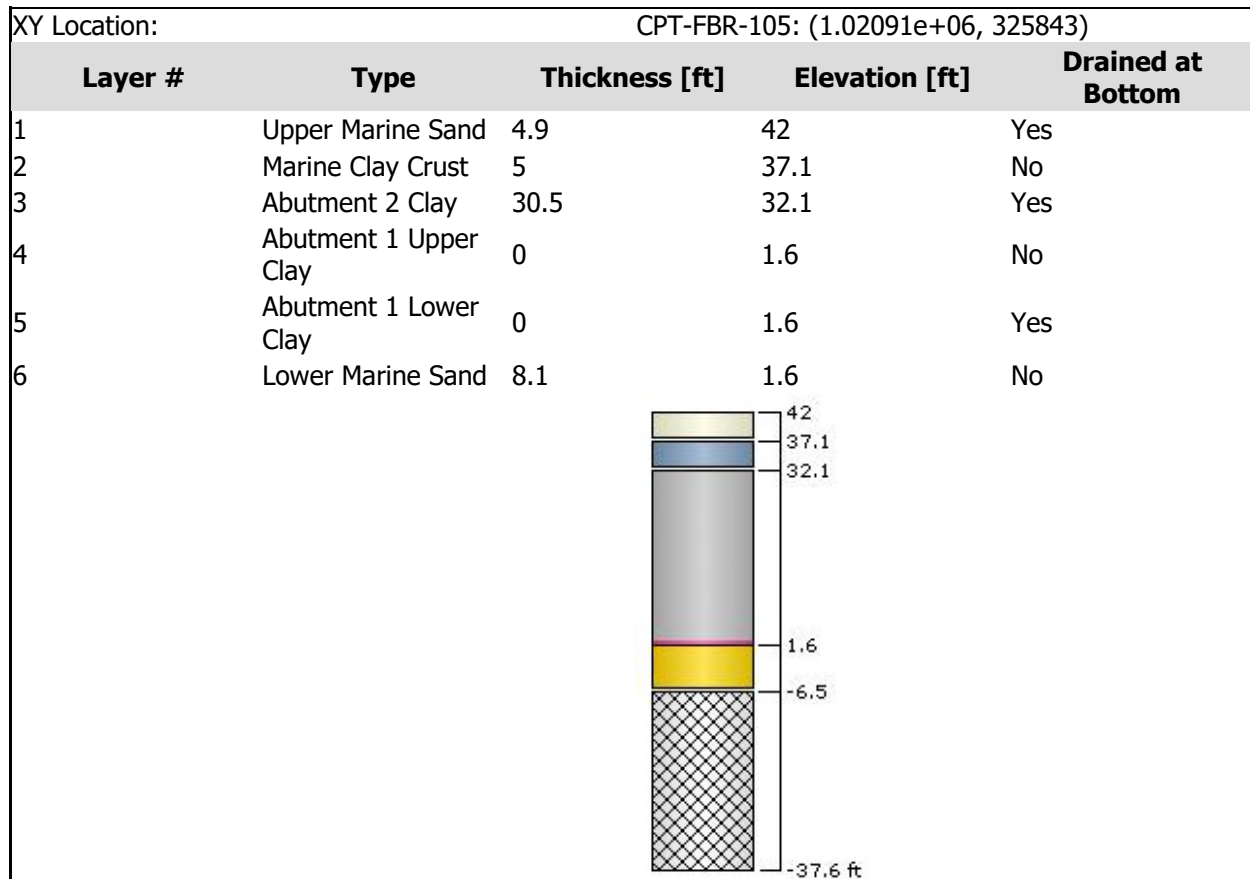 XY Location: CPT-FBR-105: (1.02091e+06, 325843)
Layer # Type Thickness [ft] Elevation [ft] Drained at Bottom
1 Upper Marine Sand 4.9 42 Yes
2 Marine Clay Crust 5 37.1 No
3 Abutment 2 Clay 30.5 32.1 Yes
4 Abutment 1 Upper Clay 0 1.6 No
5 Abutment 1 Lower Clay 0 1.6 Yes
6 Lower Marine Sand 8.1 1.6 No
42
37.1
32.1
1.6
-6.5
-37.6 ft